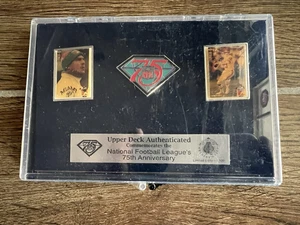 75
Upper Deck Authenticated
Commemorates the
National Football League's
75th Anniversary